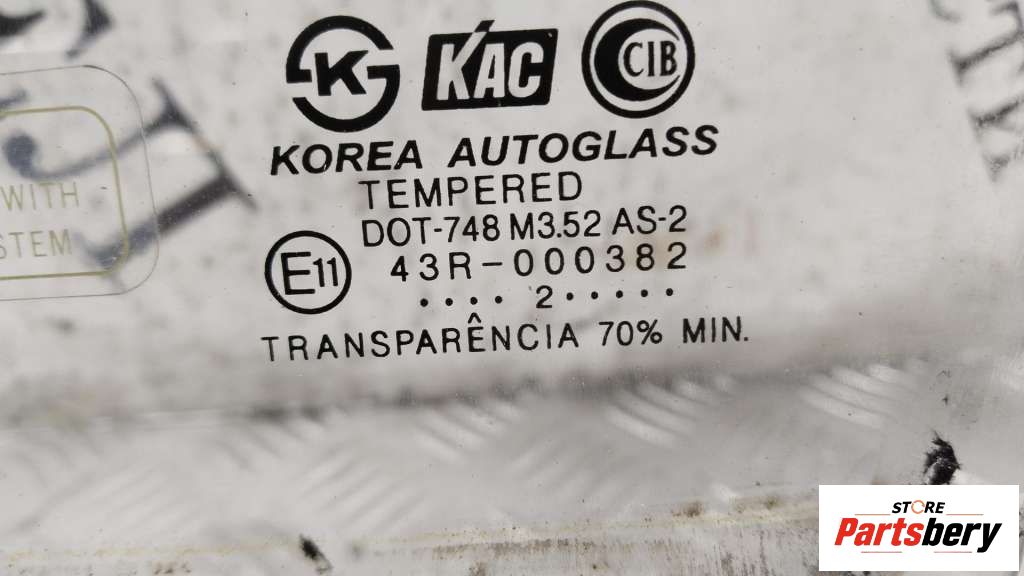 K
KAC
CIB
KOREA AUTOGLASS
TEMPERED
DOT-748 M3.52 AS-2
E11
43R-000382
.... 2.....
TRANSPARÊNCIA 70% MIN.
WITH
STEM
STORE
Partsbery